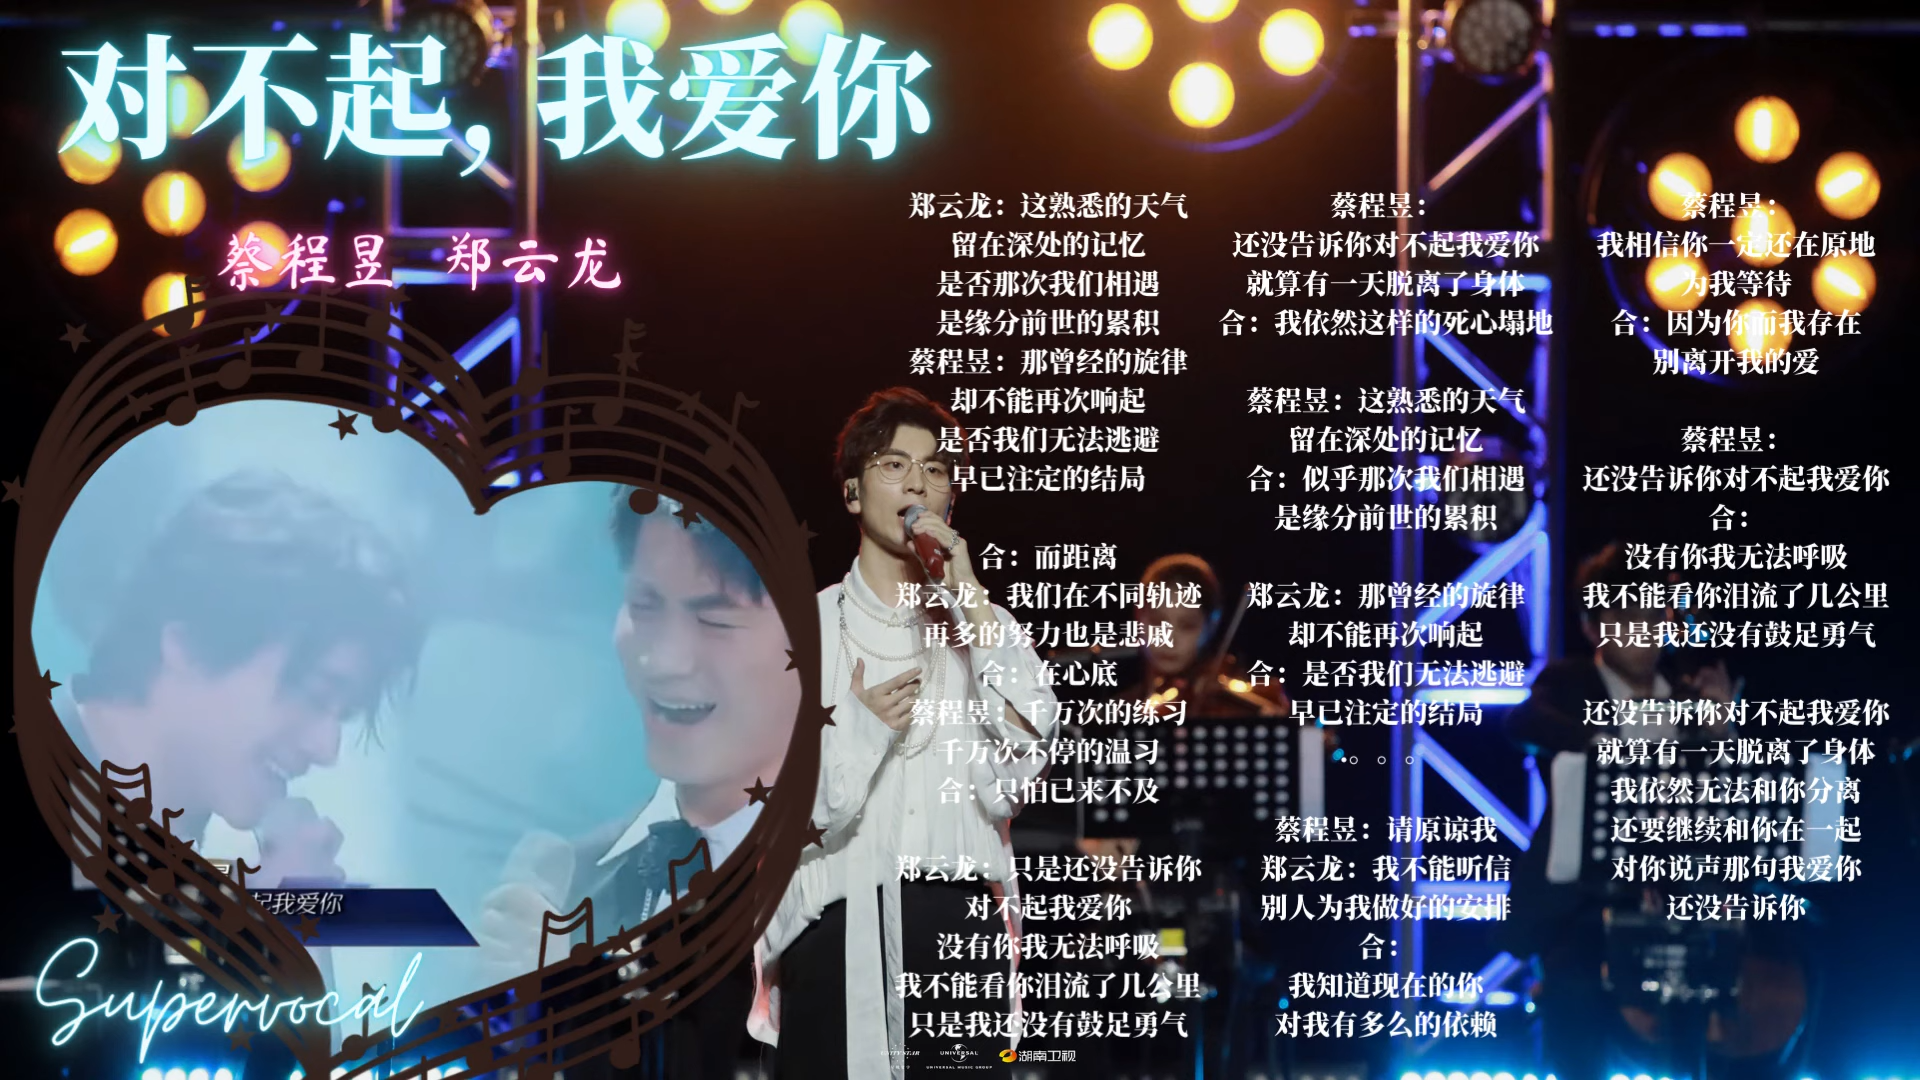 对不起, 我爱你
蔡程昱 郑云龙
郑云龙：这熟悉的天气
留在深处的记忆
是否那次我们相遇
是缘分前世的累积
蔡程昱：那曾经的旋律
却不能再次响起
是否我们无法逃避
早已注定的结局
合：而距离
郑云龙：我们在不同轨迹
再多的努力也是悲戚
合：在心底
蔡程昱：千万次的练习
千万次不停的温习
合：只怕已来不及
郑云龙：只是还没告诉你
对不起我爱你
没有你我无法呼吸
我不能看你泪流了几公里
只是我还没有鼓足勇气
蔡程昱：
还没告诉你对不起我爱你
就算有一天脱离了身体
合：我依然这样的死心塌地
蔡程昱：这熟悉的天气
留在深处的记忆
合：似乎那次我们相遇
是缘分前世的累积
郑云龙：那曾经的旋律
却不能再次响起
合：是否我们无法逃避
早已注定的结局
.。。。
蔡程昱：请原谅我
郑云龙：我不能听信
别人为我做好的安排
合：
我知道现在的你
对我有多么的依赖
蔡程昱：
我相信你一定还在原地
为我等待
合：因为你而我存在
别离开我的爱
蔡程昱：
还没告诉你对不起我爱你
合：
没有你我无法呼吸
我不能看你泪流了几公里
只是我还没有鼓足勇气
还没告诉你对不起我爱你
就算有一天脱离了身体
我依然无法和你分离
还要继续和你在一起
对你说声那句我爱你
还没告诉你
起我爱你
Supervocal
UNIVERSAL
UNIVERSAL MUSIC GROUP
湖南卫视